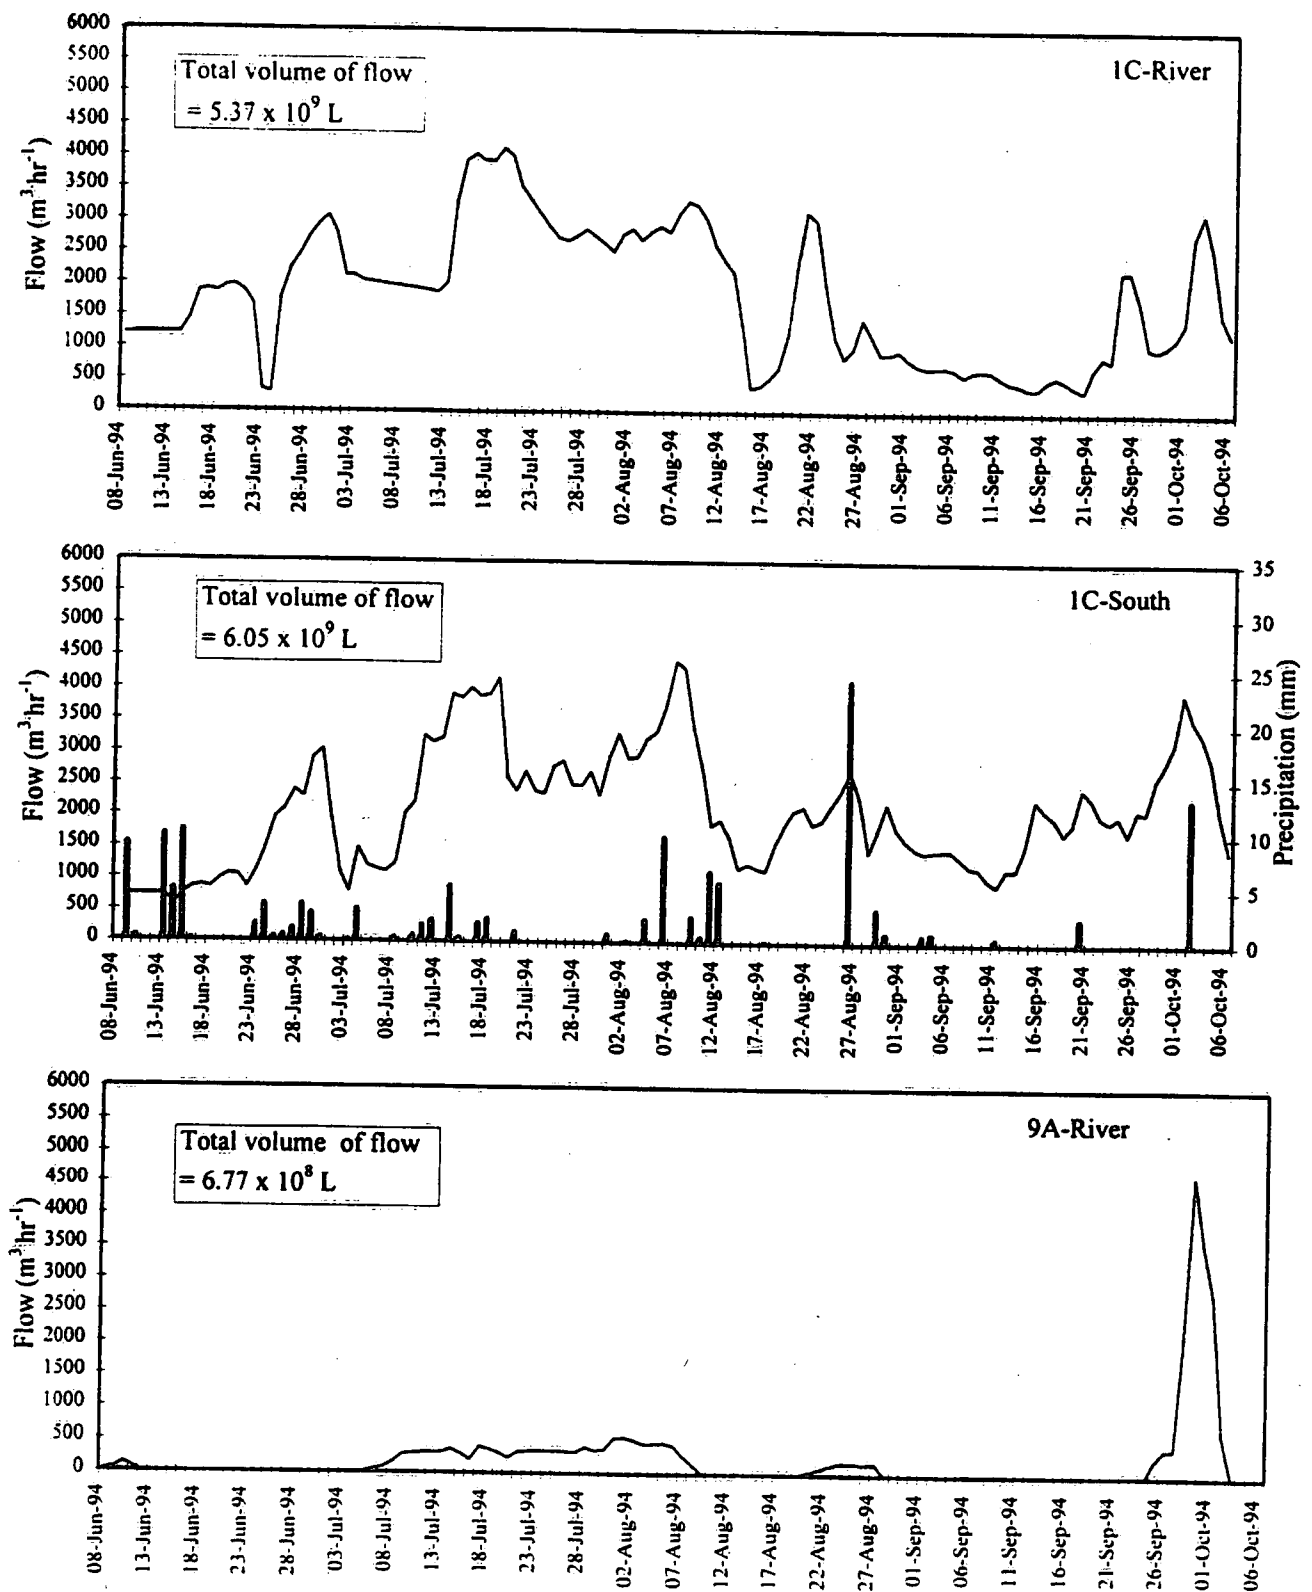 6000
5500
5000
4500
4000
3500
3000
2500
2000
1500
1000
500
0
Flow (m³ hr⁻¹)
Total volume of flow
= 5.37 x 10⁹ L
1C-River
08-Jun-94
13-Jun-94
18-Jun-94
23-Jun-94
28-Jun-94
03-Jul-94
08-Jul-94
13-Jul-94
18-Jul-94
23-Jul-94
28-Jul-94
02-Aug-94
07-Aug-94
12-Aug-94
17-Aug-94
22-Aug-94
27-Aug-94
01-Sep-94
06-Sep-94
11-Sep-94
16-Sep-94
21-Sep-94
26-Sep-94
01-Oct-94
06-Oct-94
6000
5500
5000
4500
4000
3500
3000
2500
2000
1500
1000
500
0
Flow (m³ hr⁻¹)
Total volume of flow
= 6.05 x 10⁹ L
1C-South
35
30
25
20
15
10
5
0
Precipitation (mm)
08-Jun-94
13-Jun-94
18-Jun-94
23-Jun-94
28-Jun-94
03-Jul-94
08-Jul-94
13-Jul-94
18-Jul-94
23-Jul-94
28-Jul-94
02-Aug-94
07-Aug-94
12-Aug-94
17-Aug-94
22-Aug-94
27-Aug-94
01-Sep-94
06-Sep-94
11-Sep-94
16-Sep-94
21-Sep-94
26-Sep-94
01-Oct-94
06-Oct-94
6000
5500
5000
4500
4000
3500
3000
2500
2000
1500
1000
500
0
Flow (m³ hr⁻¹)
Total volume of flow
= 6.77 x 10⁸ L
9A-River
08-Jun-94
13-Jun-94
18-Jun-94
23-Jun-94
28-Jun-94
03-Jul-94
08-Jul-94
13-Jul-94
18-Jul-94
23-Jul-94
28-Jul-94
02-Aug-94
07-Aug-94
12-Aug-94
17-Aug-94
22-Aug-94
27-Aug-94
01-Sep-94
06-Sep-94
11-Sep-94
16-Sep-94
21-Sep-94
26-Sep-94
01-Oct-94
06-Oct-94